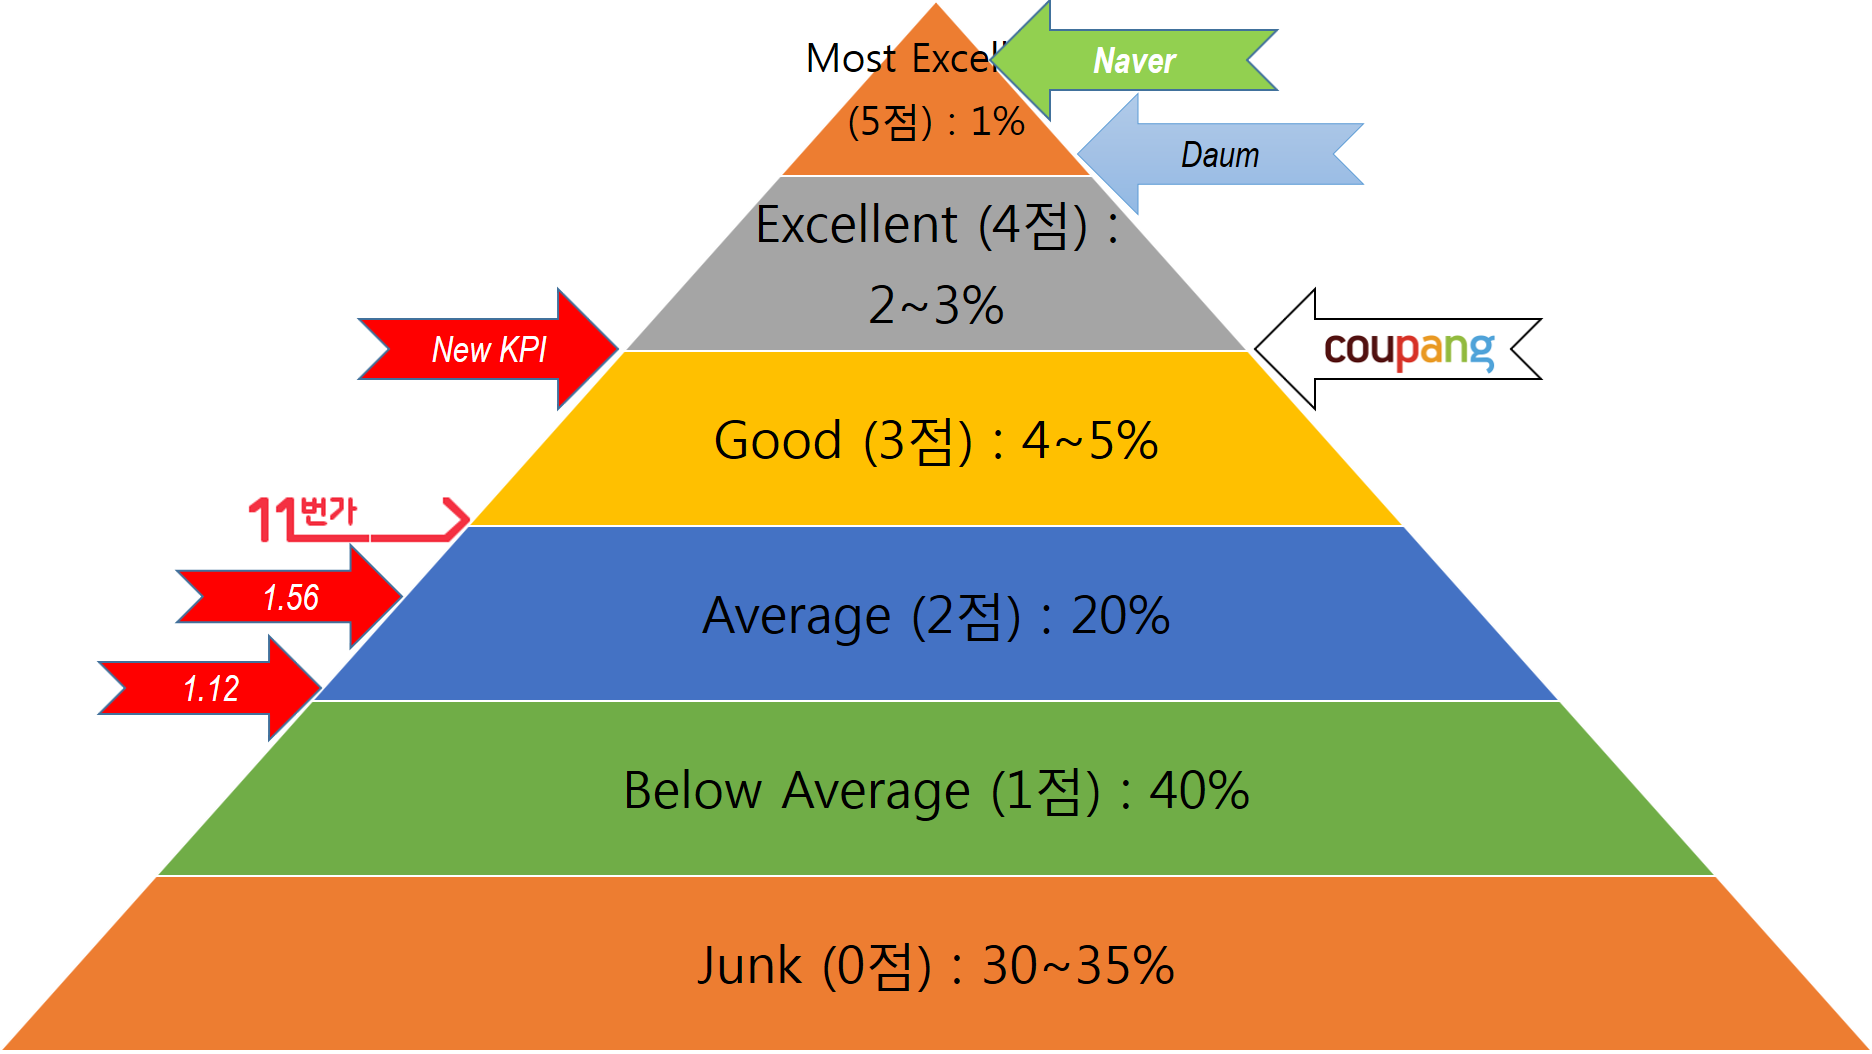 Most Excell
(5점) : 1%
Naver
Daum
Excellent (4점) :
2~3%
New KPI
coupang
Good (3점) : 4~5%
11번가
1.56
Average (2점) : 20%
1.12
Below Average (1점) : 40%
Junk (0점) : 30~35%